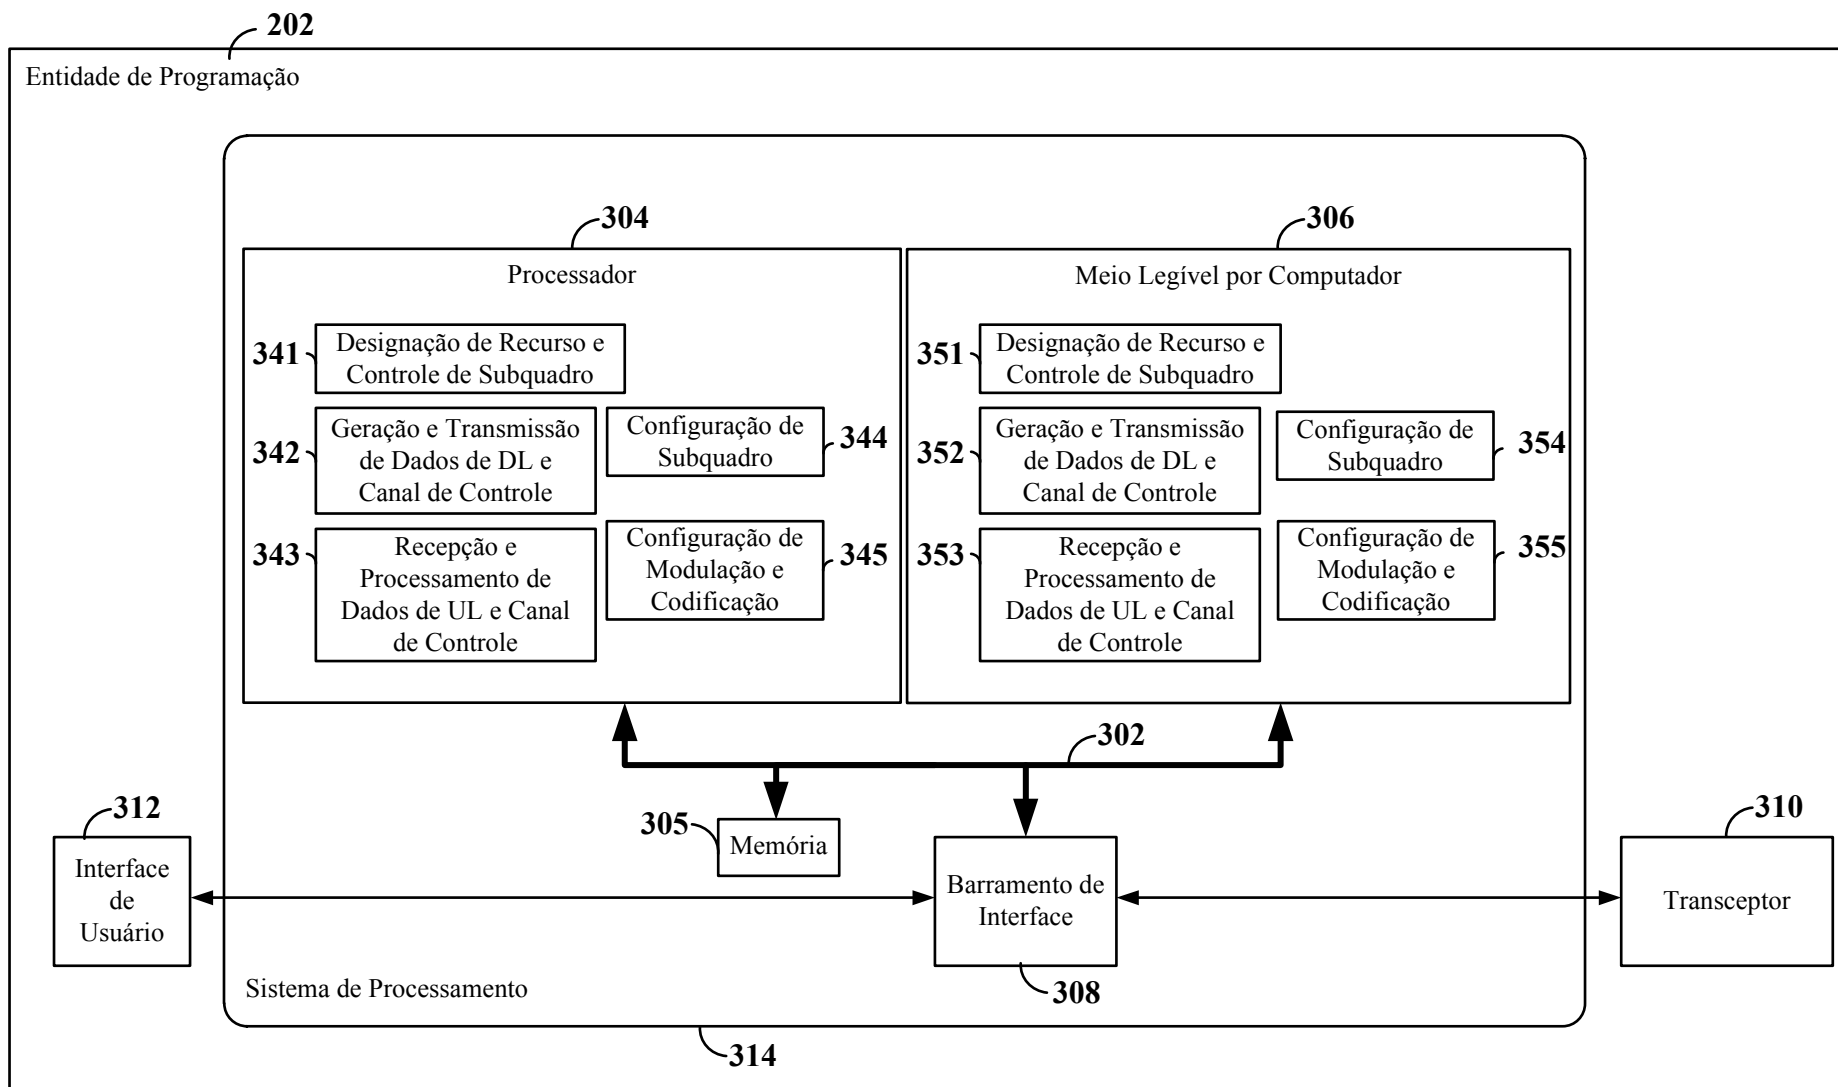 202
Entidade de Programação
304
306
Processador
Meio Legível por Computador
341
Designação de Recurso e
Controle de Subquadro
351
Designação de Recurso e
Controle de Subquadro
342
Geração e Transmissão
de Dados de DL e
Canal de Controle
Configuração de
Subquadro
344
352
Geração e Transmissão
de Dados de DL e
Canal de Controle
Configuração de
Subquadro
354
343
Recepção e
Processamento de
Dados de UL e Canal
de Controle
Configuração de
Modulação e
Codificação
345
353
Recepção e
Processamento de
Dados de UL e Canal
de Controle
Configuração de
Modulação e
Codificação
355
302
312
305
Memória
310
Interface
de
Usuário
Barramento de
Interface
Transceptor
308
Sistema de Processamento
314